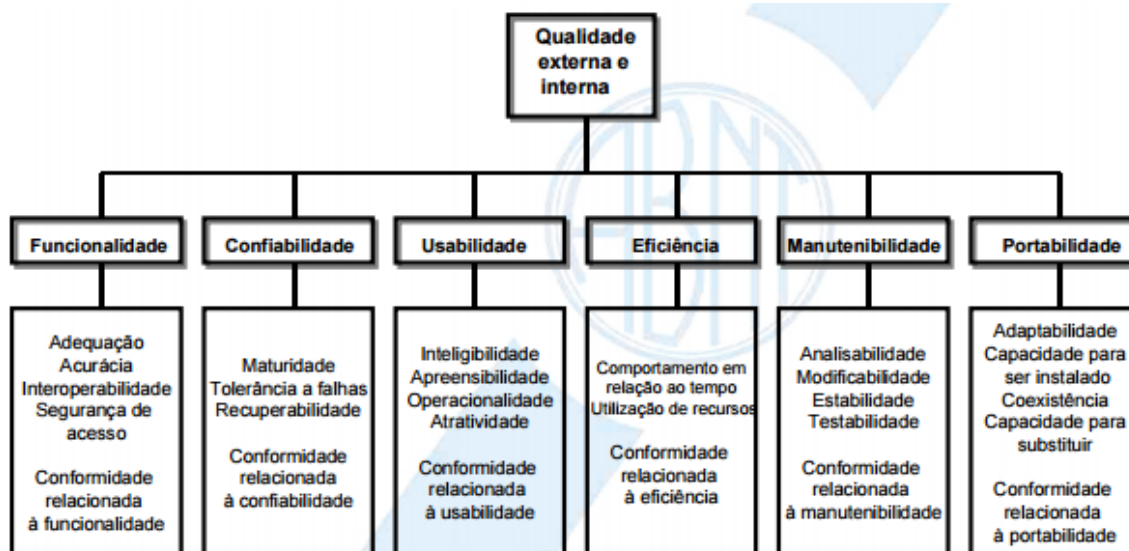 Qualidade
externa e
interna
ABNT
Funcionalidade
Confiabilidade
Usabilidade
Eficiência
Manutenibilidade
Portabilidade
Adequação
Acurácia
Interoperabilidade
Segurança de
acesso
Conformidade
relacionada
à funcionalidade
Maturidade
Tolerância a falhas
Recuperabilidade
Conformidade
relacionada
à confiabilidade
Inteligibilidade
Apreensibilidade
Operacionalidade
Atratividade
Conformidade
relacionada
à usabilidade
Comportamento em
relação ao tempo
Utilização de recursos
Conformidade
relacionada
à eficiência
Analisabilidade
Modificabilidade
Estabilidade
Testabilidade
Conformidade
relacionada
à manutenibilidade
Adaptabilidade
Capacidade para
ser instalado
Coexistência
Capacidade para
substituir
Conformidade
relacionada
à portabilidade